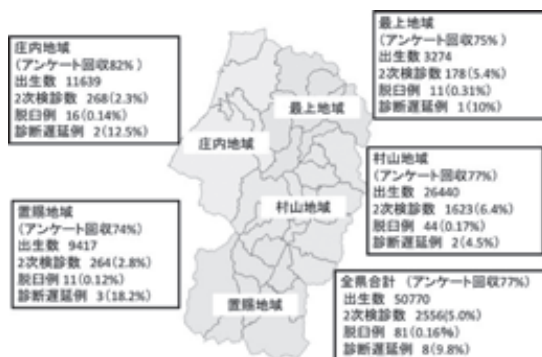 庄内地域
(アンケート回収82%)
出生数 11639
2次検診数 268(2.3%)
脱臼例 16(0.14%)
診断遅延例 2(12.5%)
最上地域
(アンケート回収75%)
出生数 3274
2次検診数 178(5.4%)
脱臼例 11(0.31%)
診断遅延例 1(10%)
最上地域
庄内地域
村山地域
(アンケート回収77%)
出生数 26440
2次検診数 1623(6.4%)
脱臼例 44(0.17%)
診断遅延例 2(4.5%)
村山地域
置賜地域
(アンケート回収74%)
出生数 9417
2次検診数 264(2.8%)
脱臼例 11(0.12%)
診断遅延例 3(18.2%)
置賜地域
全県合計 (アンケート回収77%)
出生数 50770
2次検診数 2556(5.0%)
脱臼例 81(0.16%)
診断遅延例 8(9.8%)